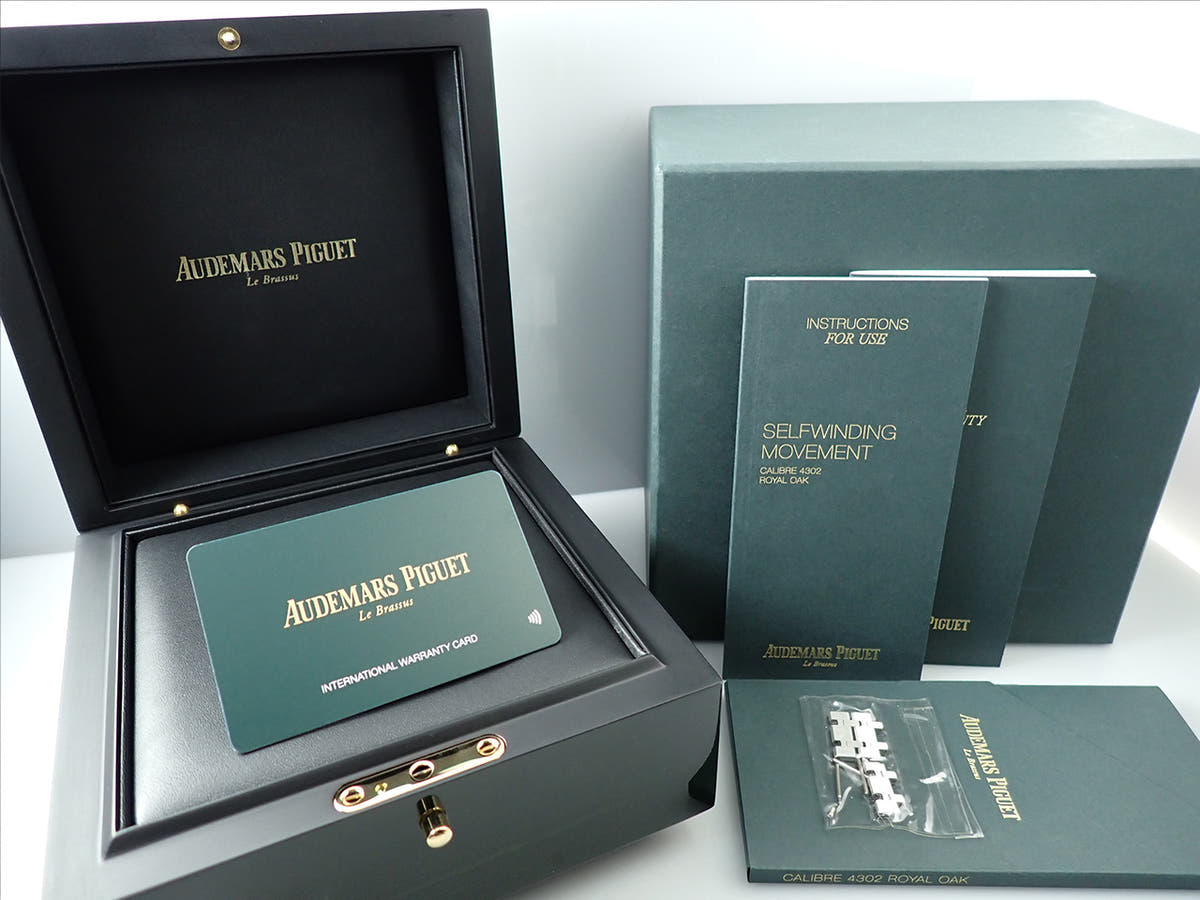 AUDEMARS PIGUET
Le Brassus
AUDEMARS PIGUET
Le Brassus
INTERNATIONAL WARRANTY CARD
INSTRUCTIONS
FOR USE
SELFWINDING
MOVEMENT
CALIBRE 4302
ROYAL OAK
AUDEMARS PIGUET
Le Brassus
PIGUET
AUDEMARS PIGUET
Le Brassus
CALIBRE 4302 ROYAL OAK